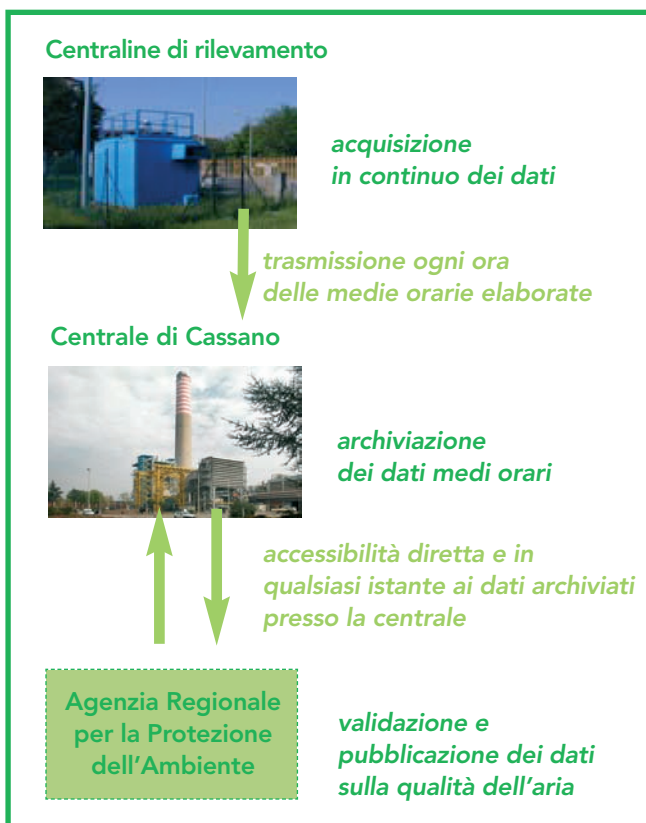 Centraline di rilevamento
acquisizione
in continuo dei dati
trasmissione ogni ora
delle medie orarie elaborate
Centrale di Cassano
archiviazione
dei dati medi orari
accessibilità diretta e in
qualsiasi istante ai dati archiviati
presso la centrale
Agenzia Regionale
per la Protezione
dell'Ambiente
validazione e
pubblicazione dei dati
sulla qualità dell'aria